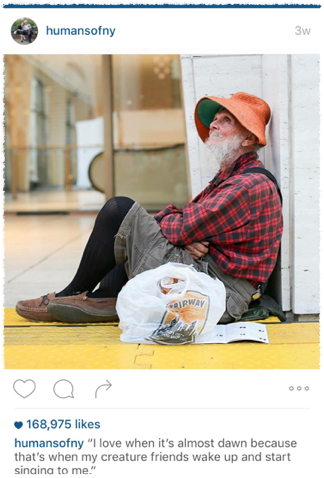 humansofny
3w
168,975 likes
humansofny "I love when it's almost dawn because
that's when my creature friends wake up and start
singing to me."